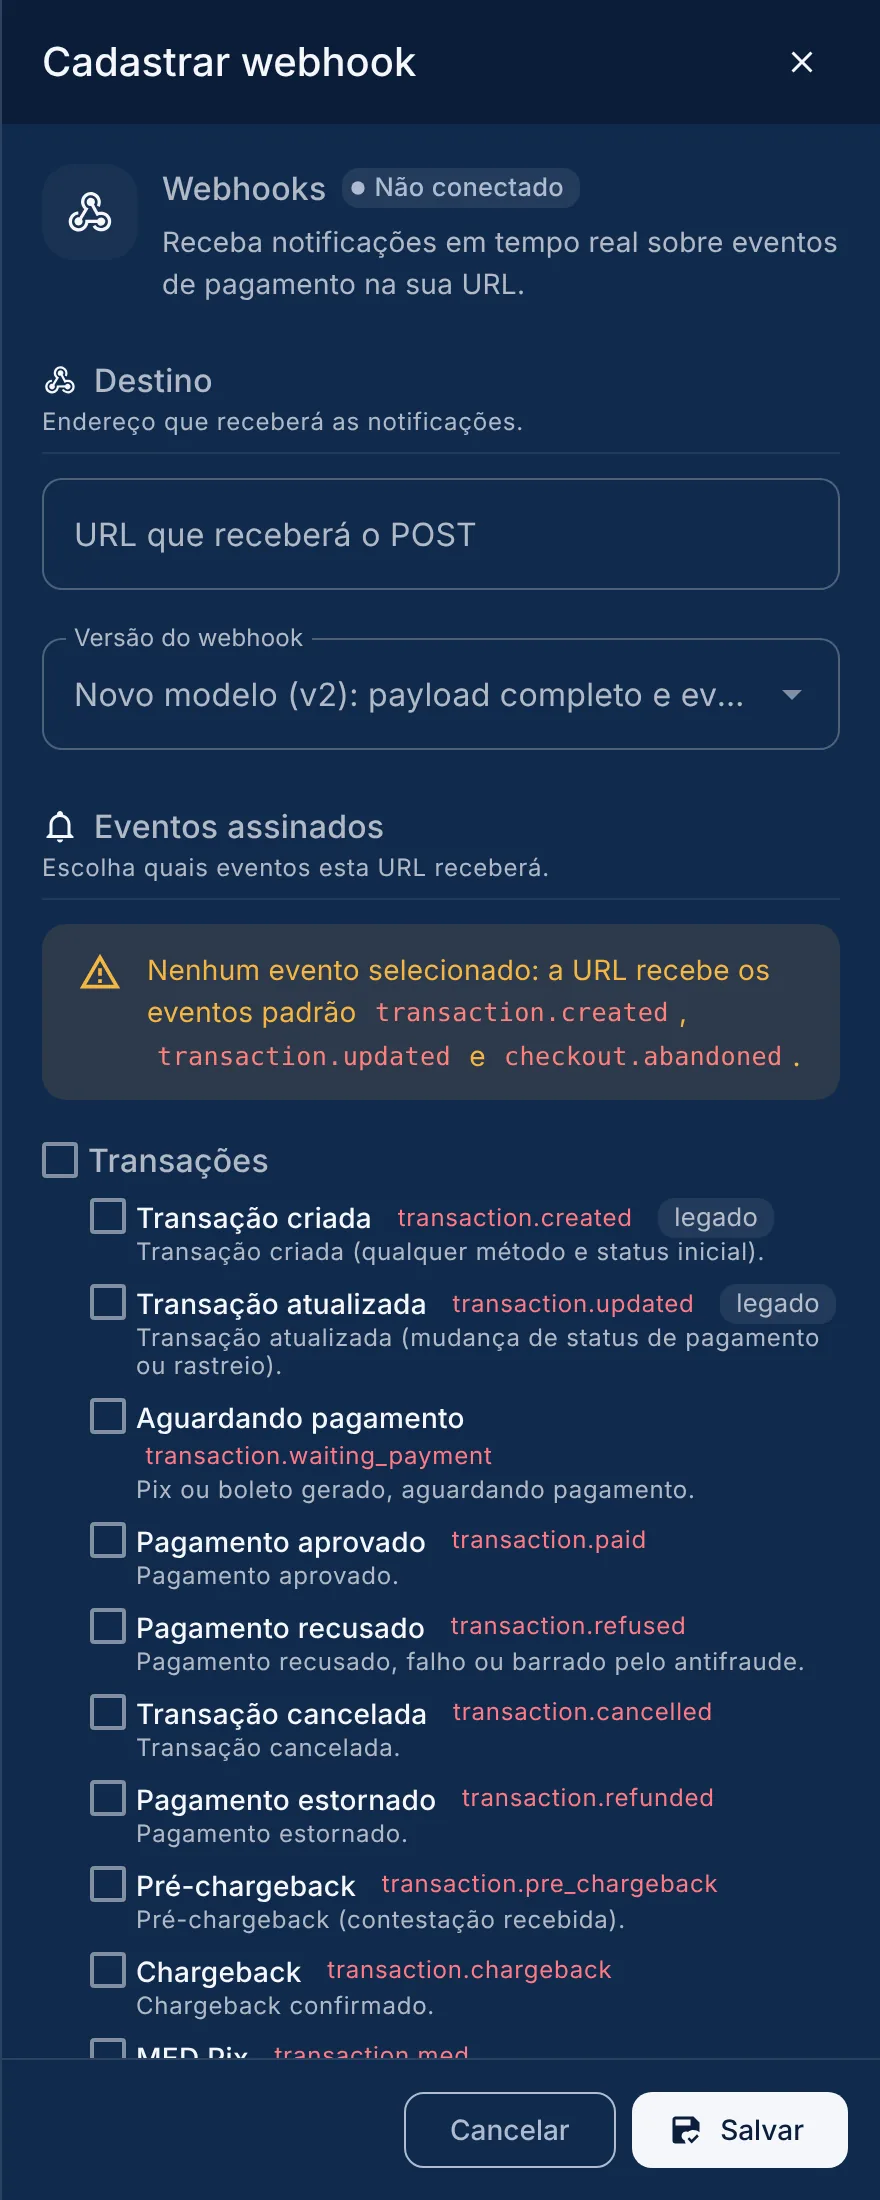 Cadastrar webhook
Webhooks
Não conectado
Receba notificações em tempo real sobre eventos
de pagamento na sua URL.
Destino
Endereço que receberá as notificações.
URL que receberá o POST
Versão do webhook
Novo modelo (v2): payload completo e ev...
Eventos assinados
Escolha quais eventos esta URL receberá.
Nenhum evento selecionado: a URL recebe os
eventos padrão transaction.created ,
transaction.updated e checkout.abandoned .
Transações
Transação criada transaction.created legado
Transação criada (qualquer método e status inicial).
Transação atualizada transaction.updated legado
Transação atualizada (mudança de status de pagamento
ou rastreio).
Aguardando pagamento
transaction.waiting_payment
Pix ou boleto gerado, aguardando pagamento.
Pagamento aprovado transaction.paid
Pagamento aprovado.
Pagamento recusado transaction.refused
Pagamento recusado, falho ou barrado pelo antifraude.
Transação cancelada transaction.cancelled
Transação cancelada.
Pagamento estornado transaction.refunded
Pagamento estornado.
Pré-chargeback transaction.pre_chargeback
Pré-chargeback (contestação recebida).
Chargeback transaction.chargeback
Chargeback confirmado.
MED Pix transaction.med
Cancelar
Salvar